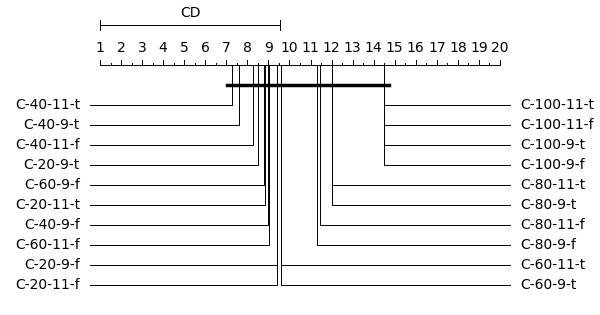 CD
1 2 3 4 5 6 7 8 9 10 11 12 13 14 15 16 17 18 19 20
C-40-11-t C-100-11-t
C-40-9-t C-100-11-f
C-40-11-f C-100-9-t
C-20-9-t C-100-9-f
C-60-9-f C-80-11-t
C-20-11-t C-80-9-t
C-40-9-f C-80-11-f
C-60-11-f C-80-9-f
C-20-9-f C-60-11-t
C-20-11-f C-60-9-t